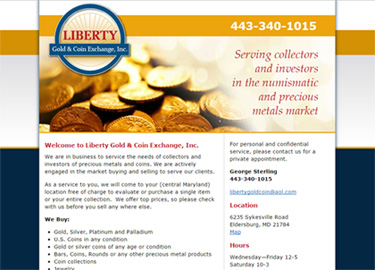 LIBERTY
Gold & Coin Exchange, Inc.
443-340-1015
Serving collectors
and investors
in the numismatic
and precious
metals market
Welcome to Liberty Gold & Coin Exchange, Inc.
We are in business to service the needs of collectors and
investors of precious metals and coins. We are actively
engaged in the market buying and selling to serve our clients.
As a service to you, we will come to your (central Maryland)
location free of charge to evaluate or purchase a single item
or your entire collection. We offer top prices, so please check
with us before you sell any where else.
We Buy:
• Gold, Silver, Platinum and Palladium
• U.S. Coins in any condition
• Gold or silver coins of any age or condition
• Bars, Coins, Rounds or any other precious metal products
• Coin collections
• Jewelry
For personal and confidential
service, please contact us for a
private appointment.
George Sterling
443-340-1015
libertygoldcoin@aol.com
Location
6235 Sykesville Road
Eldersburg, MD 21784
Map
Hours
Wednesday—Friday 12-5
Saturday 10-3